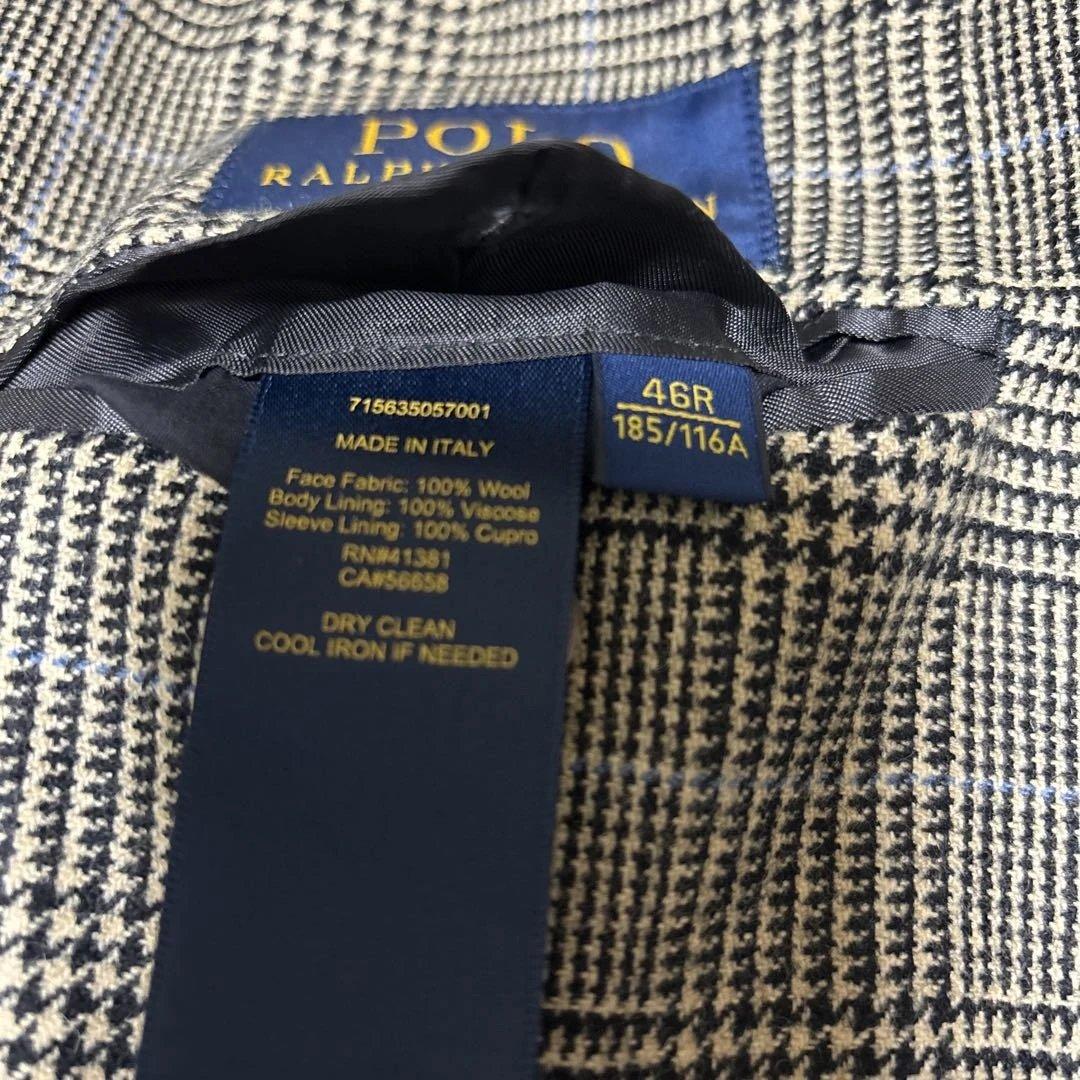 POLO
RALPH
715635057001
MADE IN ITALY
Face Fabric: 100% Wool
Body Lining: 100% Viscose
Sleeve Lining: 100% Cupro
RN#41381
CA#56658
DRY CLEAN
COOL IRON IF NEEDED
46R
185/116A